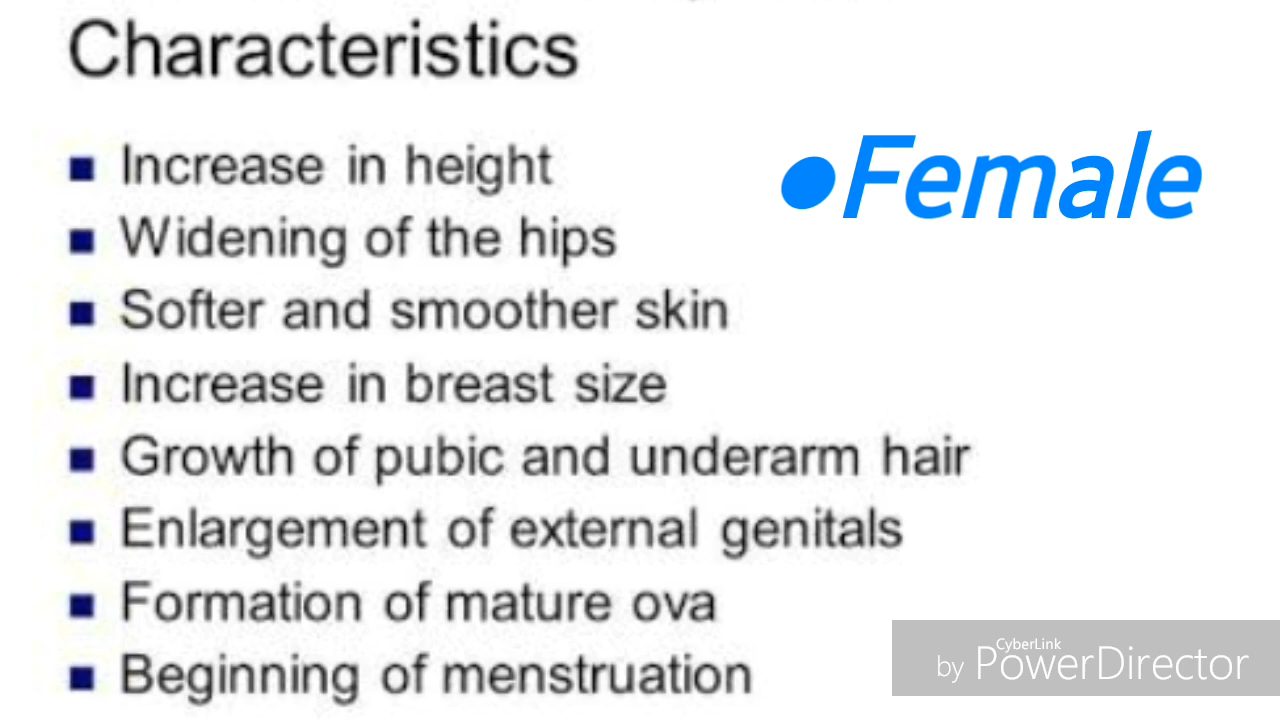 Characteristics
■ Increase in height
■ Widening of the hips
■ Softer and smoother skin
■ Increase in breast size
■ Growth of pubic and underarm hair
■ Enlargement of external genitals
■ Formation of mature ova
■ Beginning of menstruation
●Female
CyberLink
by PowerDirector